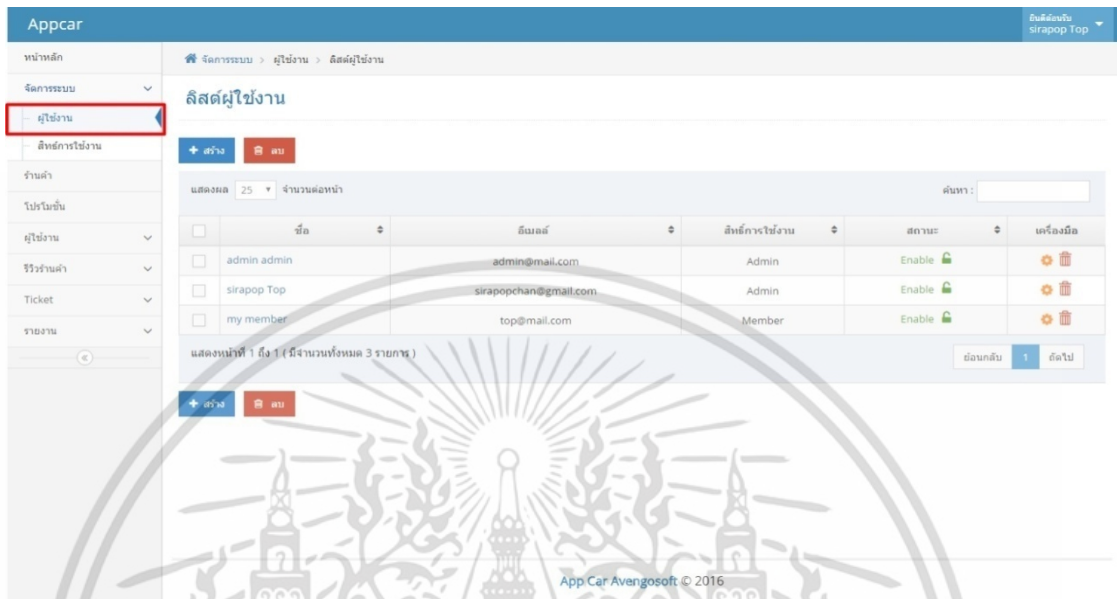 Appcar
ยินดีต้อนรับ
sirapop Top
หน้าหลัก
จัดการระบบ
ผู้ใช้งาน
สิทธ์การใช้งาน
ร้านค้า
โปรโมชั่น
ผู้ใช้งาน
รีวิวร้านค้า
Ticket
รายงาน
จัดการระบบ > ผู้ใช้งาน > ลิสต์ผู้ใช้งาน
ลิสต์ผู้ใช้งาน
+ สร้าง ลบ
แสดงผล 25 จำนวนต่อหน้า ค้นหา :
ชื่อ อีเมลล์ สิทธิ์การใช้งาน สถานะ เครื่องมือ
admin admin admin@mail.com Admin Enable
sirapop Top sirapopchan@gmail.com Admin Enable
my member top@mail.com Member Enable
แสดงหน้าที่ 1 ถึง 1 ( มีจำนวนทั้งหมด 3 รายการ ) ย้อนกลับ 1 ถัดไป
+ สร้าง ลบ
App Car Avengosoft © 2016